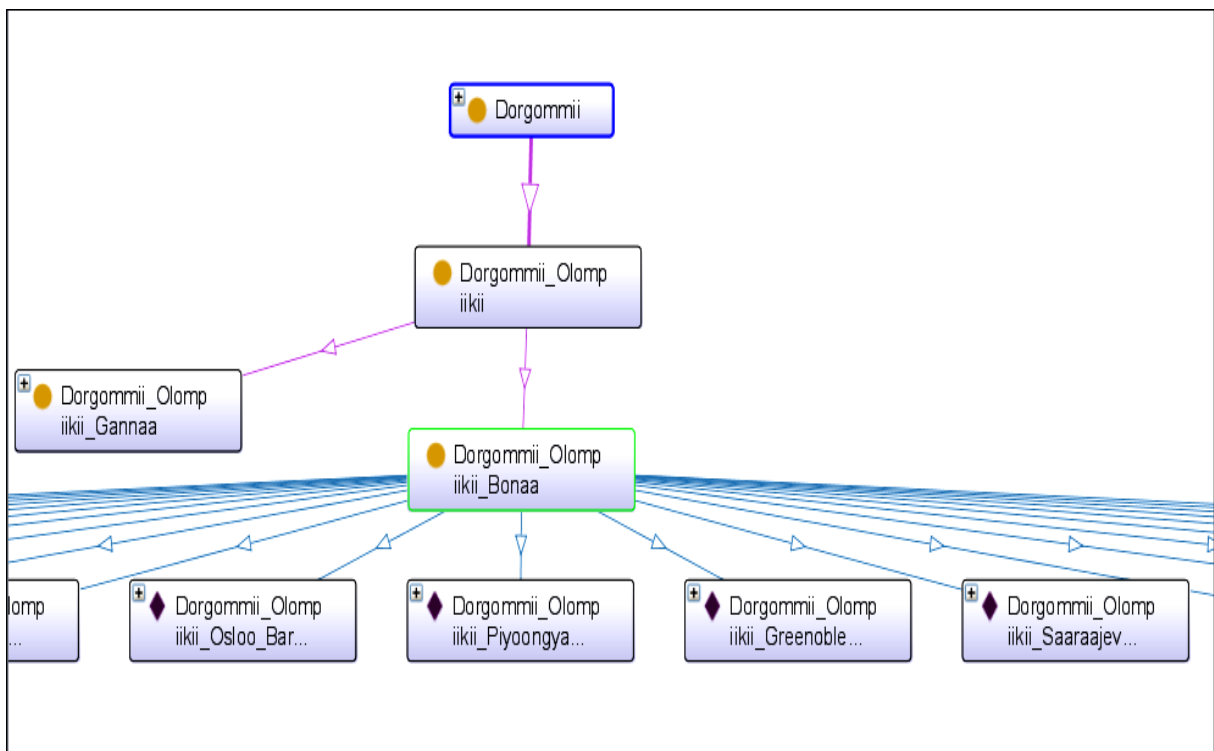 Dorgommii
Dorgommii_Olomp
iikii
Dorgommii_Olomp
iikii_Gannaa
Dorgommii_Olomp
iikii_Bonaa
lomp
...
Dorgommii_Olomp
iikii_Osloo_Bar...
Dorgommii_Olomp
iikii_Piyoongya...
Dorgommii_Olomp
iikii_Greenoble...
Dorgommii_Olomp
iikii_Saaraajev...